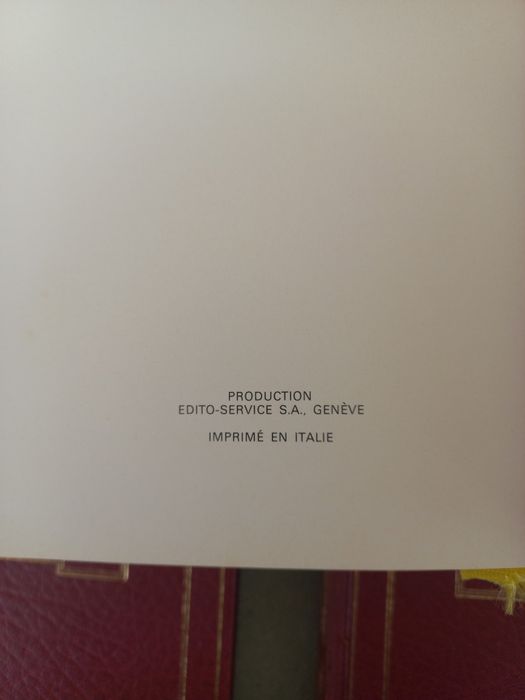 PRODUCTION
EDITO-SERVICE S.A., GENÈVE
IMPRIMÉ EN ITALIE